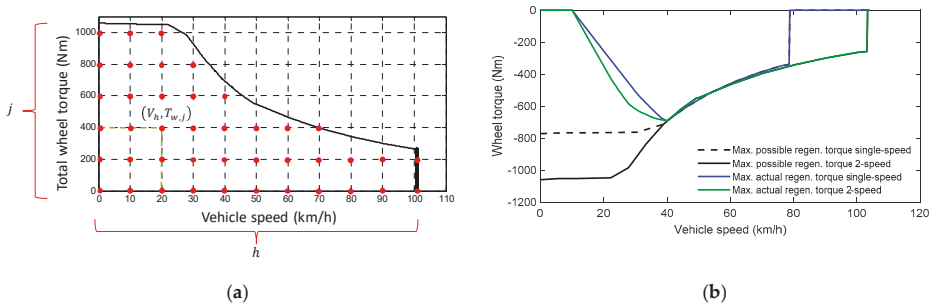 1000
800
600
400
200
0
Total wheel torque (Nm)
j
(V_h, T_{w,j})
0 10 20 30 40 50 60 70 80 90 100 110
Vehicle speed (km/h)
h
(a)
0
-200
-400
-600
-800
-1000
-1200
Wheel torque (Nm)
Max. possible regen. torque single-speed
Max. possible regen. torque 2-speed
Max. actual regen. torque single-speed
Max. actual regen. torque 2-speed
0 20 40 60 80 100 120
Vehicle speed (km/h)
(b)